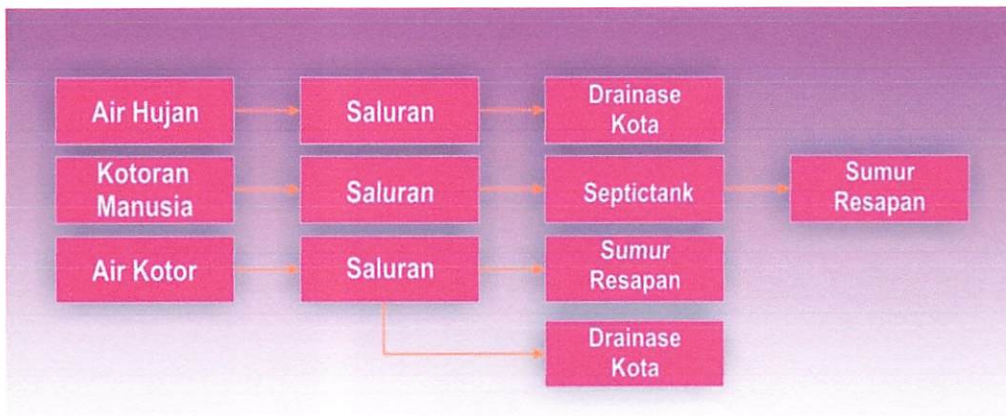 Air Hujan
Saluran
Drainase
Kota
Kotoran
Manusia
Saluran
Septictank
Sumur
Resapan
Air Kotor
Saluran
Sumur
Resapan
Drainase
Kota